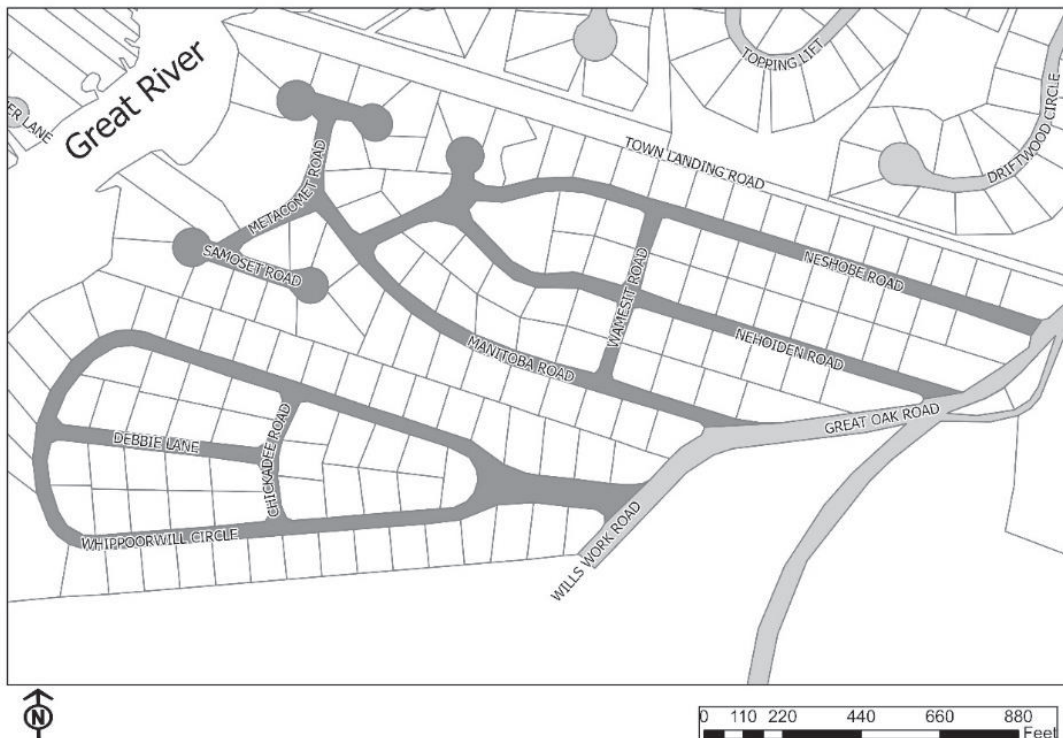 Great River
TOPPING LIFT
DRIFTWOOD CIRCLE
TOWN LANDING ROAD
METACOMET ROAD
SAMOSET ROAD
NESHOBE ROAD
WAMESIT ROAD
NEHOIDEN ROAD
MANITOBA ROAD
GREAT OAK ROAD
DEBBIE LANE
CHICKADEE ROAD
WHIPPOORWILL CIRCLE
WILLS WORK ROAD
ER LANE
N
0 110 220 440 660 880
Feet